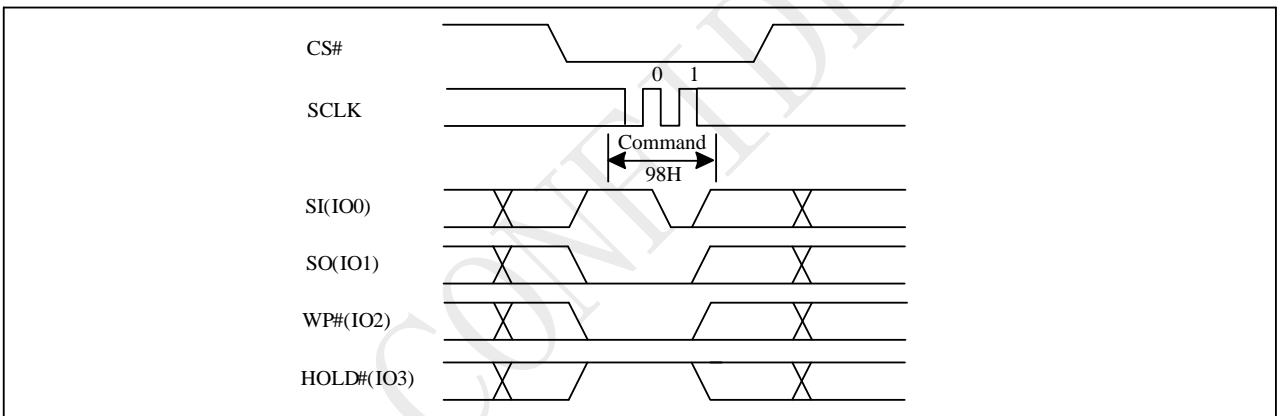 CS#
0 1
SCLK
Command
98H
SI(IO0)
SO(IO1)
WP#(IO2)
HOLD#(IO3)